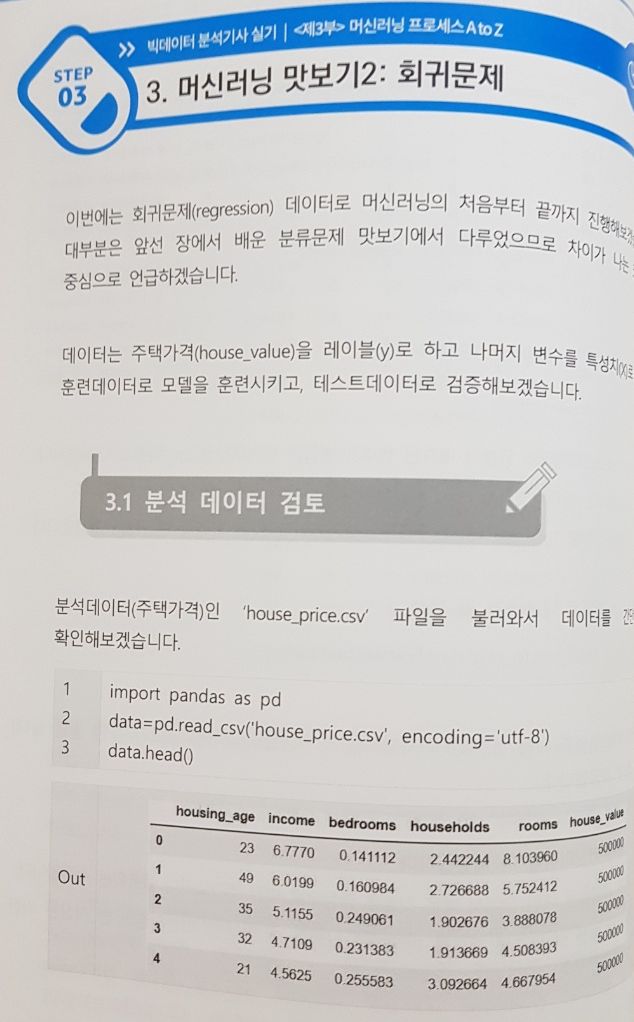 빅데이터 분석기사 실기 | <제3부> 머신러닝 프로세스 A to Z
STEP
03
3. 머신러닝 맛보기2: 회귀문제
이번에는 회귀문제(regression) 데이터로 머신러닝의 처음부터 끝까지
대부분은 앞선 장에서 배운 분류문제 맛보기에서 다루었으므로 차이가 나는
중심으로 언급하겠습니다.
데이터는 주택가격(house_value)을 레이블(y)로 하고 나머지 변수를 특성치(X)로
훈련데이터로 모델을 훈련시키고, 테스트데이터로 검증해보겠습니다.
3.1 분석 데이터 검토
분석데이터(주택가격)인 ‘house_price.csv’ 파일을 불러와서 데이터를
확인해보겠습니다.
1 import pandas as pd
2 data=pd.read_csv('house_price.csv', encoding='utf-8')
3 data.head()
Out
housing_age income bedrooms households rooms house_value
0 23 6.7770 0.141112 2.442244 8.103960 500000
1 49 6.0199 0.160984 2.726688 5.752412 500000
2 35 5.1155 0.249061 1.902676 3.888078 500000
3 32 4.7109 0.231383 1.913669 4.508393 500000
4 21 4.5625 0.255583 3.092664 4.667954 500000